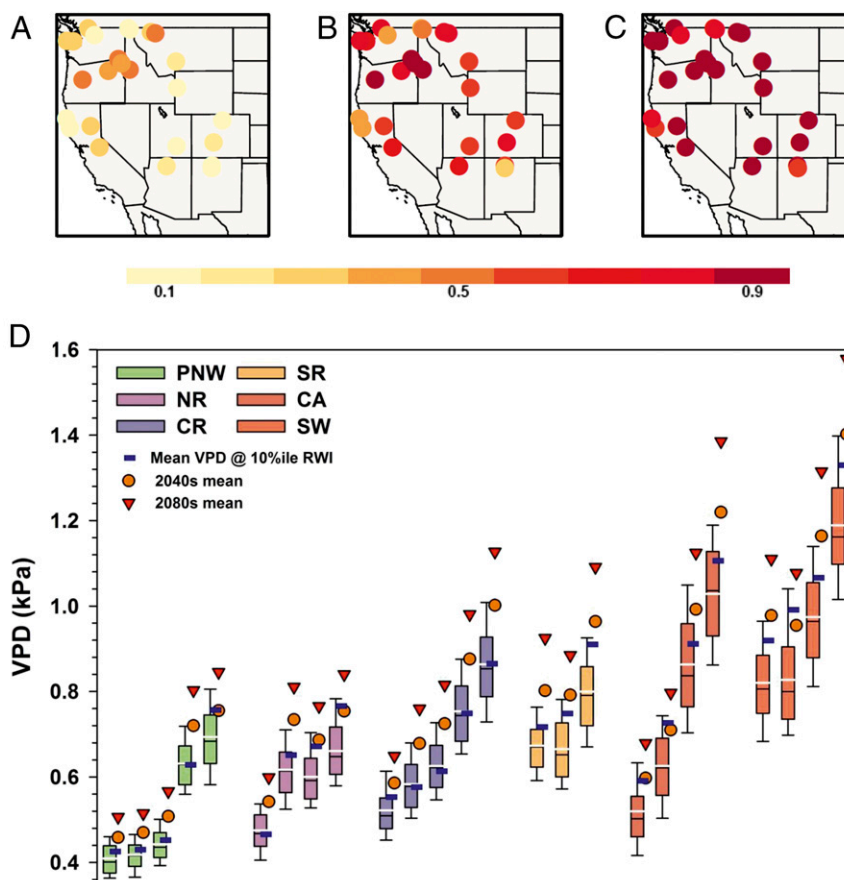 A
B
C
0.1 0.5 0.9
D
1.6
1.4
1.2
1.0
0.8
0.6
0.4
VPD (kPa)
PNW SR
NR CA
CR SW
Mean VPD @ 10%ile RWI
2040s mean
2080s mean